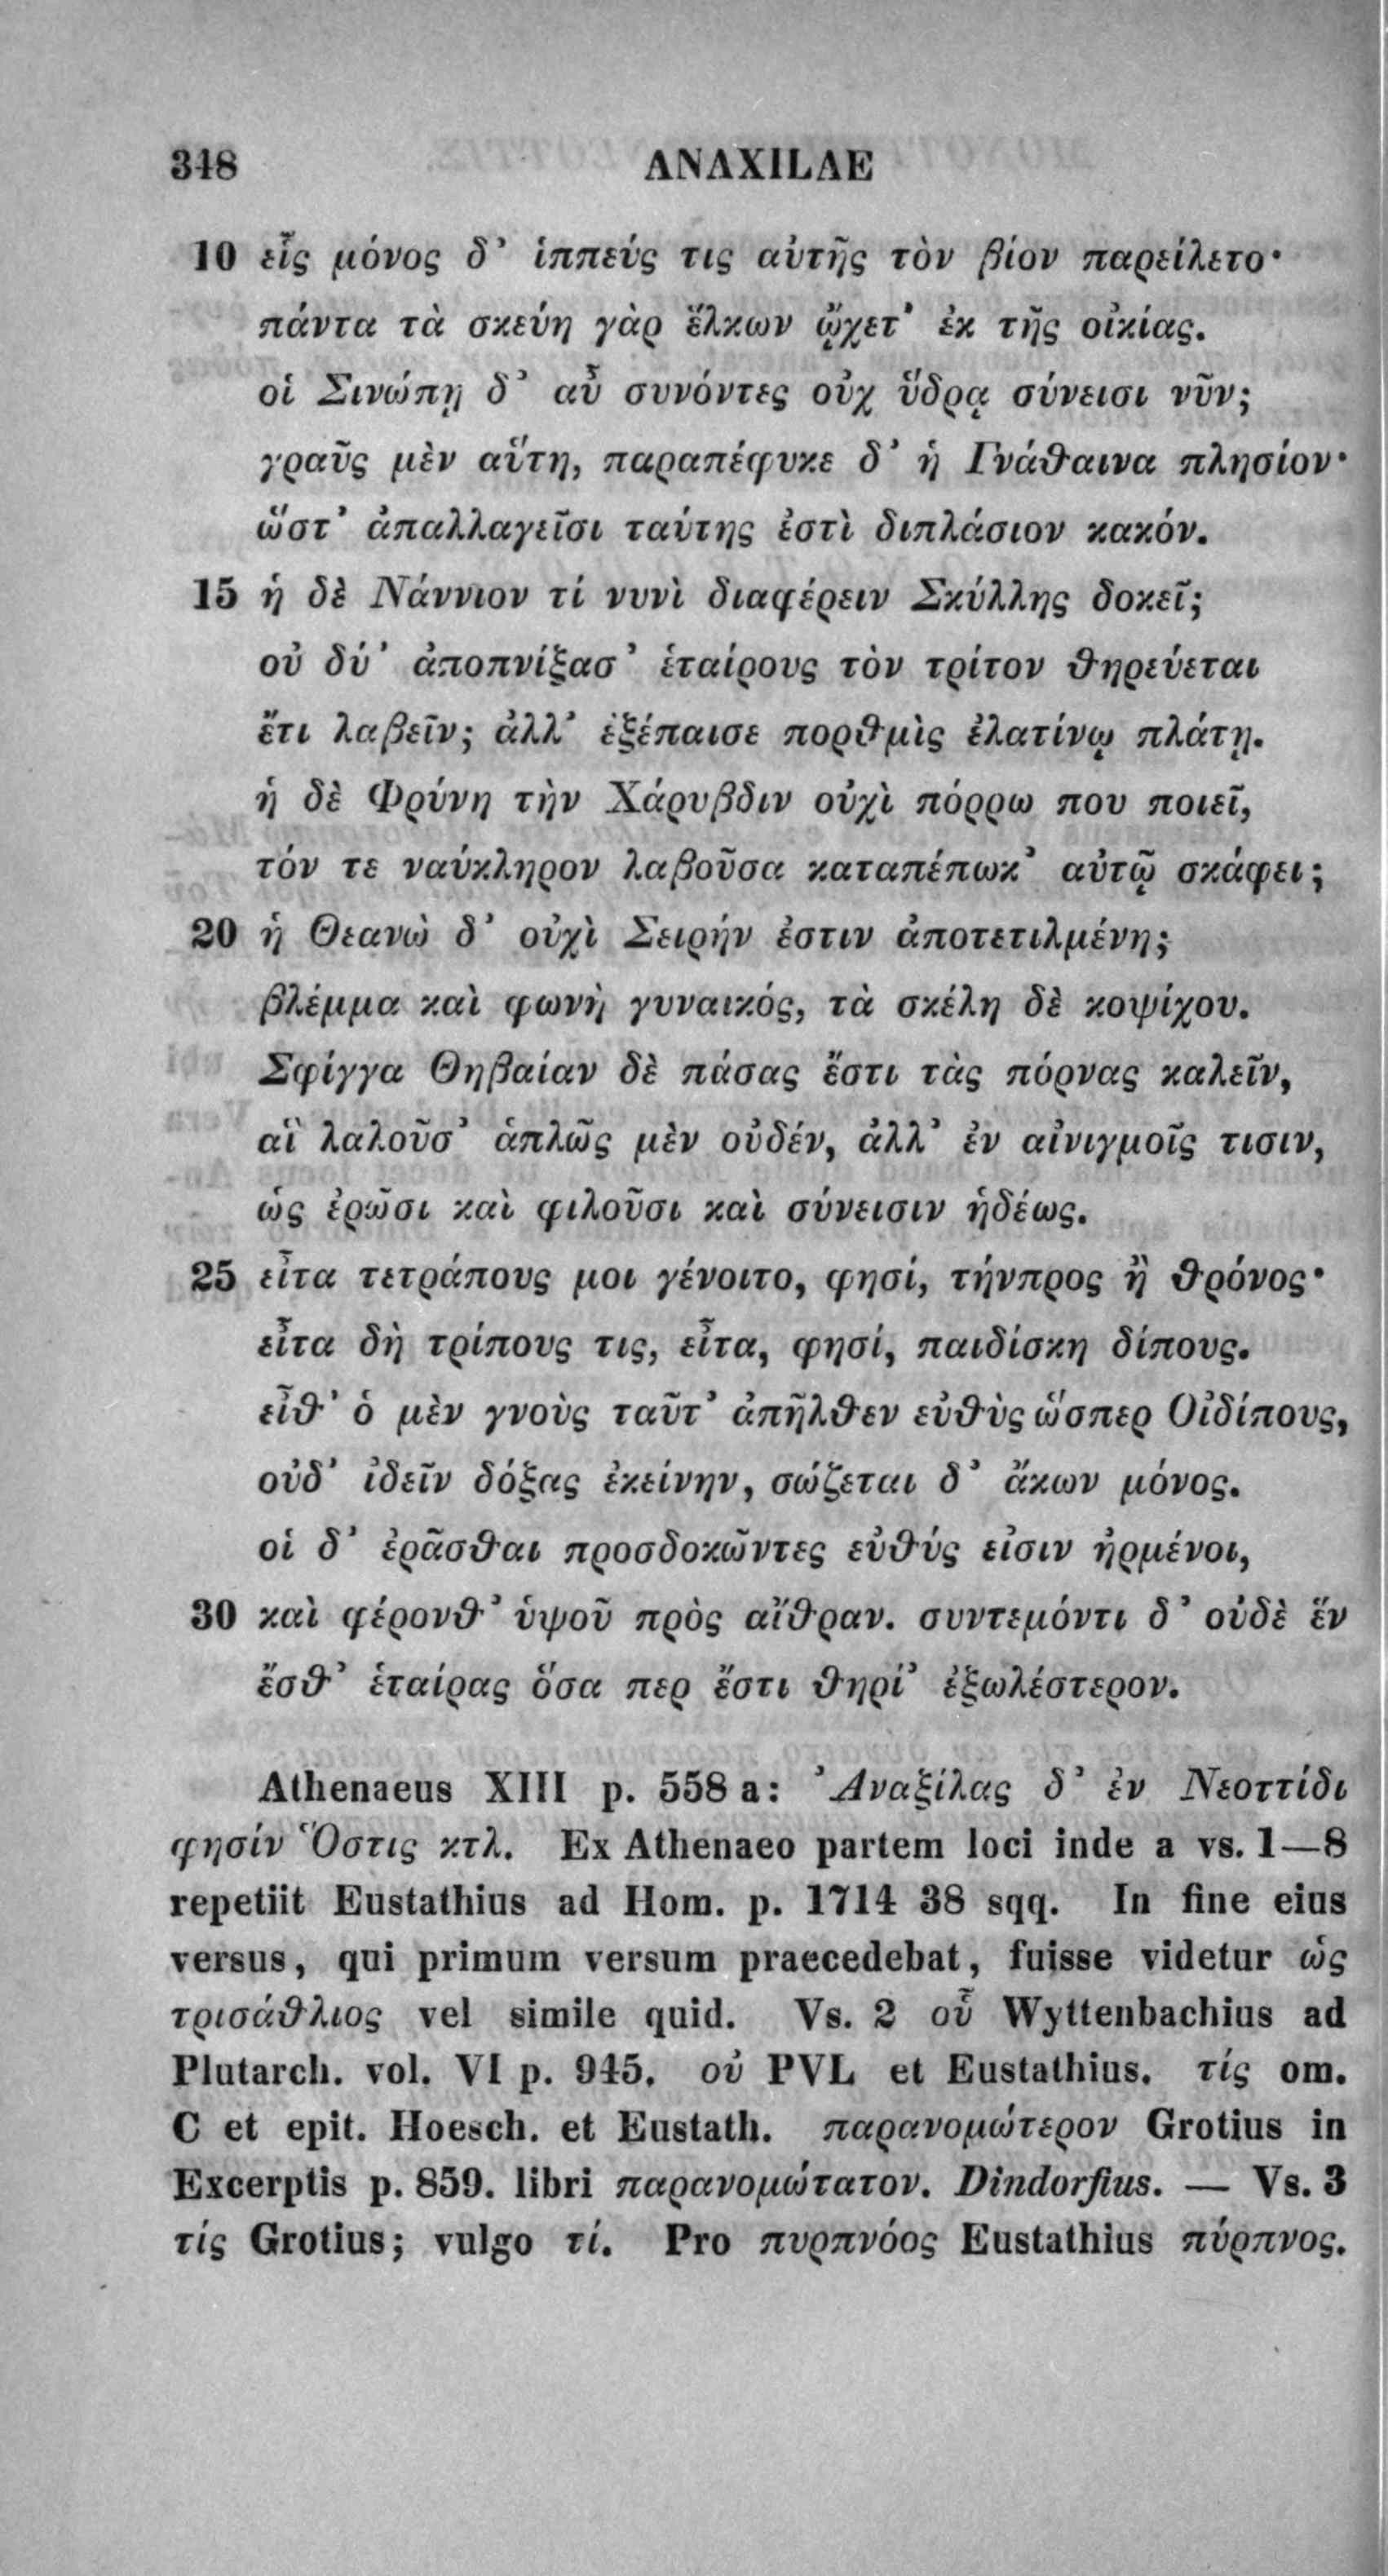 348 ANAXILAE
10 εἷς μόνος δ’ ἱππεύς τις αὐτῆς τὸν βίον παρείλετο·
πάντα τὰ σκεύη γὰρ ἕλκων ᾤχετ’ ἐκ τῆς οἰκίας.
οἱ Σινώπῃ δ’ αὖ συνόντες οὐχ ὕδρᾳ σύνεισι νῦν;
γραῦς μὲν αὕτη, παραπέφυκε δ’ ἡ Γνάθαινα πλησίον·
ὥστ’ ἀπαλλαγεῖσι ταύτης ἐστὶ διπλάσιον κακόν.
15 ἡ δὲ Νάννιον τί νυνὶ διαφέρειν Σκύλλης δοκεῖ;
οὐ δύ’ ἀποπνίξασ’ ἑταίρους τὸν τρίτον θηρεύεται
ἔτι λαβεῖν; ἀλλ’ ἐξέπαισε πορθμὶς ἐλατίνῳ πλάτῃ.
ἡ δὲ Φρύνη τὴν Χάρυβδιν οὐχὶ πόρρω που ποιεῖ,
τόν τε ναύκληρον λαβοῦσα καταπέπωκ’ αὐτῷ σκάφει;
20 ἡ Θεανὼ δ’ οὐχὶ Σειρήν ἐστιν ἀποτετιλμένη;
βλέμμα καὶ φωνὴ γυναικός, τὰ σκέλη δὲ κοψίχου.
Σφίγγα Θηβαίαν δὲ πάσας ἔστι τὰς πόρνας καλεῖν,
αἳ λαλοῦσ’ ἁπλῶς μὲν οὐδέν, ἀλλ’ ἐν αἰνιγμοῖς τισιν,
ὡς ἐρῶσι καὶ φιλοῦσι καὶ σύνεισιν ἡδέως.
25 εἶτα τετράπους μοι γένοιτο, φησί, τήνπρος ἢ θρόνος·
εἶτα δὴ τρίπους τις, εἶτα, φησί, παιδίσκη δίπους.
εἶθ’ ὁ μὲν γνοὺς ταῦτ’ ἀπῆλθεν εὐθὺς ὥσπερ Οἰδίπους,
οὐδ’ ἰδεῖν δόξας ἐκείνην, σώζεται δ’ ἄκων μόνος.
οἱ δ’ ἐρᾶσθαι προσδοκῶντες εὐθύς εἰσιν ἠρμένοι,
30 καὶ φέρονθ’ ὑψοῦ πρὸς αἴθραν. συντεμόντι δ’ οὐδὲ ἕν
ἔσθ’ ἑταίρας ὅσα περ ἔστι θηρί’ ἐξωλέστερον.
Athenaeus XIII p. 558 a: Ἀναξίλας δ’ ἐν Νεοττίδι
φησίν Ὅστις κτλ. Ex Athenaeo partem loci inde a vs. 1—8
repetiit Eustathius ad Hom. p. 1714 38 sqq. In fine eius
versus, qui primum versum praecedebat, fuisse videtur ὡς
τρισάθλιος vel simile quid. Vs. 2 οὗ Wyttenbachius ad
Plutarch. vol. VI p. 945. οὐ PVL et Eustathius. τίς om.
C et epit. Hoesch. et Eustath. παρανομώτερον Grotius in
Excerptis p. 859. libri παρανομώτατον. Dindorfius. — Vs. 3
τίς Grotius; vulgo τί. Pro πυρπνόος Eustathius πύρπνος.